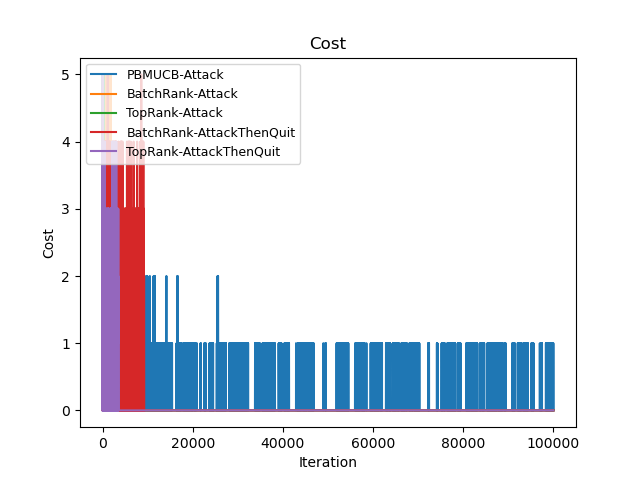 Cost
5
4
3
2
1
0
Cost
PBMUCB-Attack
BatchRank-Attack
TopRank-Attack
BatchRank-AttackThenQuit
TopRank-AttackThenQuit
0
20000
40000
60000
80000
100000
Iteration